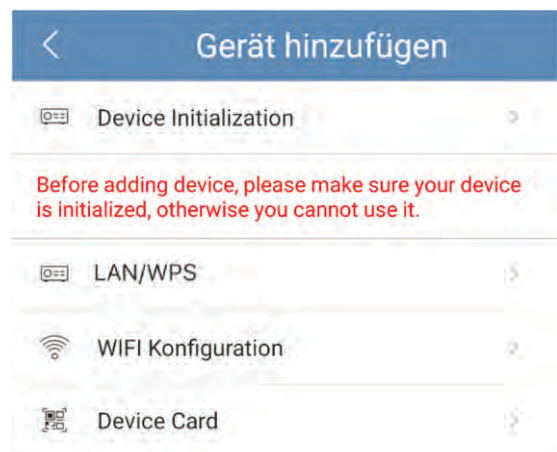 Gerät hinzufügen
Device Initialization
Before adding device, please make sure your device
is initialized, otherwise you cannot use it.
LAN/WPS
WIFI Konfiguration
Device Card